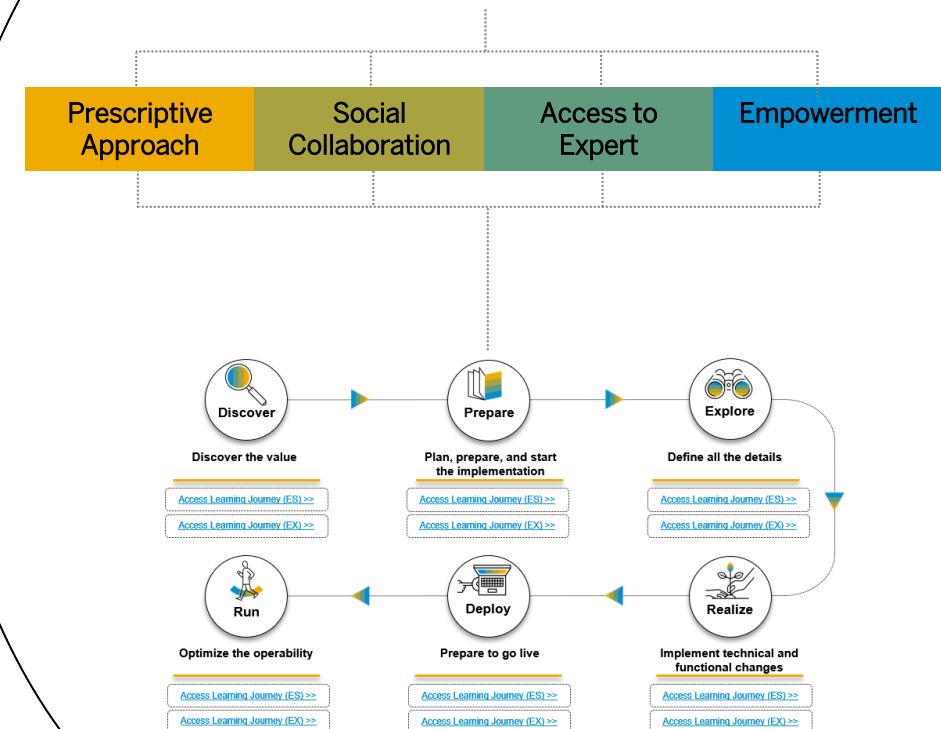 Prescriptive
Approach
Social
Collaboration
Access to
Expert
Empowerment
Discover
Prepare
Explore
Discover the value
Plan, prepare, and start
the implementation
Define all the details
Access Learning Journey (ES) >>
Access Learning Journey (ES) >>
Access Learning Journey (ES) >>
Access Learning Journey (EX) >>
Access Learning Journey (EX) >>
Access Learning Journey (EX) >>
Run
Deploy
Realize
Optimize the operability
Prepare to go live
Implement technical and
functional changes
Access Learning Journey (ES) >>
Access Learning Journey (ES) >>
Access Learning Journey (ES) >>
Access Learning Journey (EX) >>
Access Learning Journey (EX) >>
Access Learning Journey (EX) >>